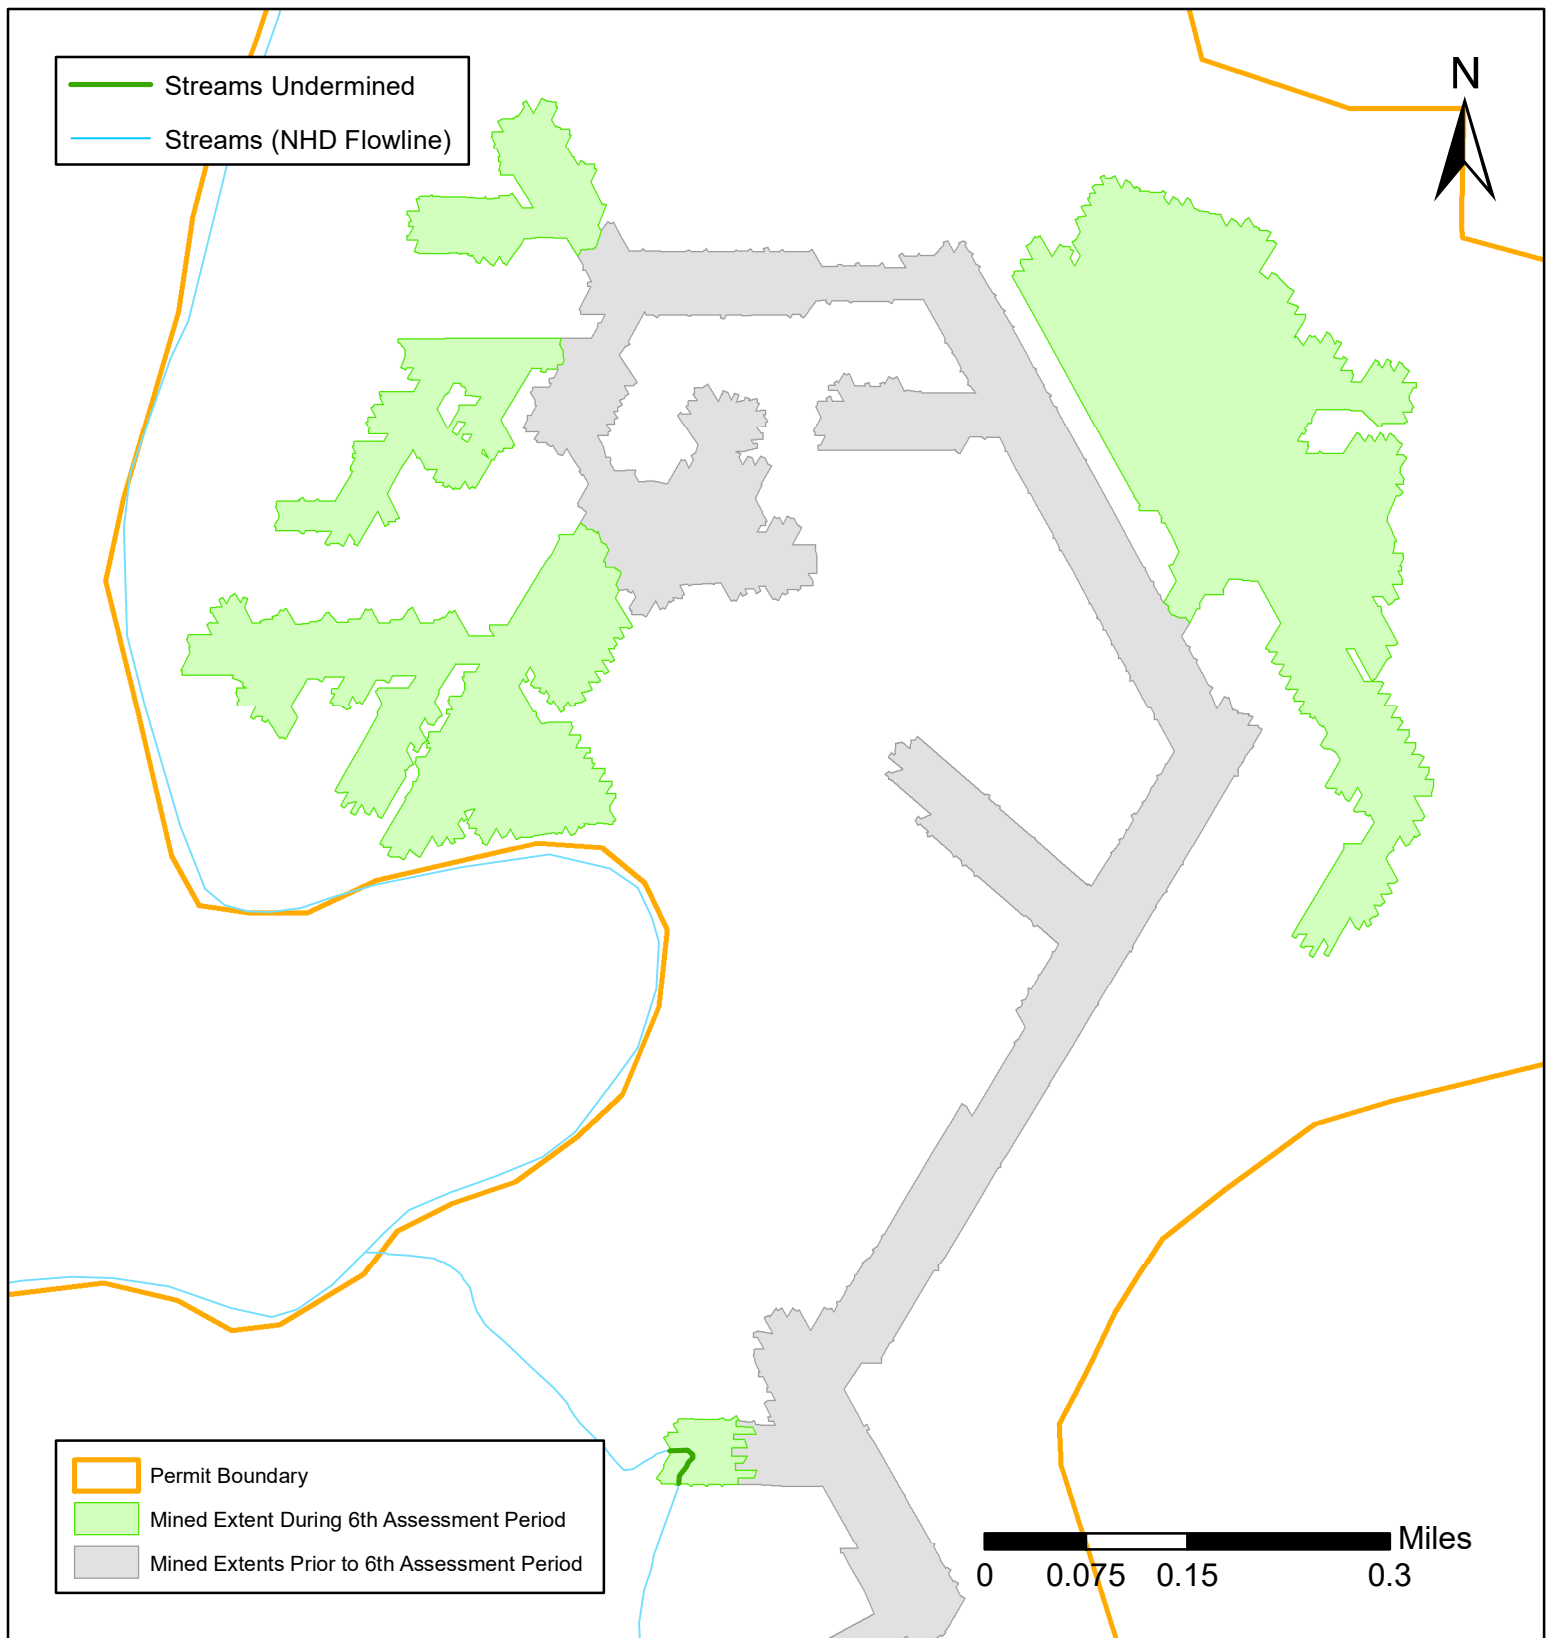 Streams Undermined
Streams (NHD Flowline)
N
Permit Boundary
Mined Extent During 6th Assessment Period
Mined Extents Prior to 6th Assessment Period
Miles
0 0.075 0.15 0.3